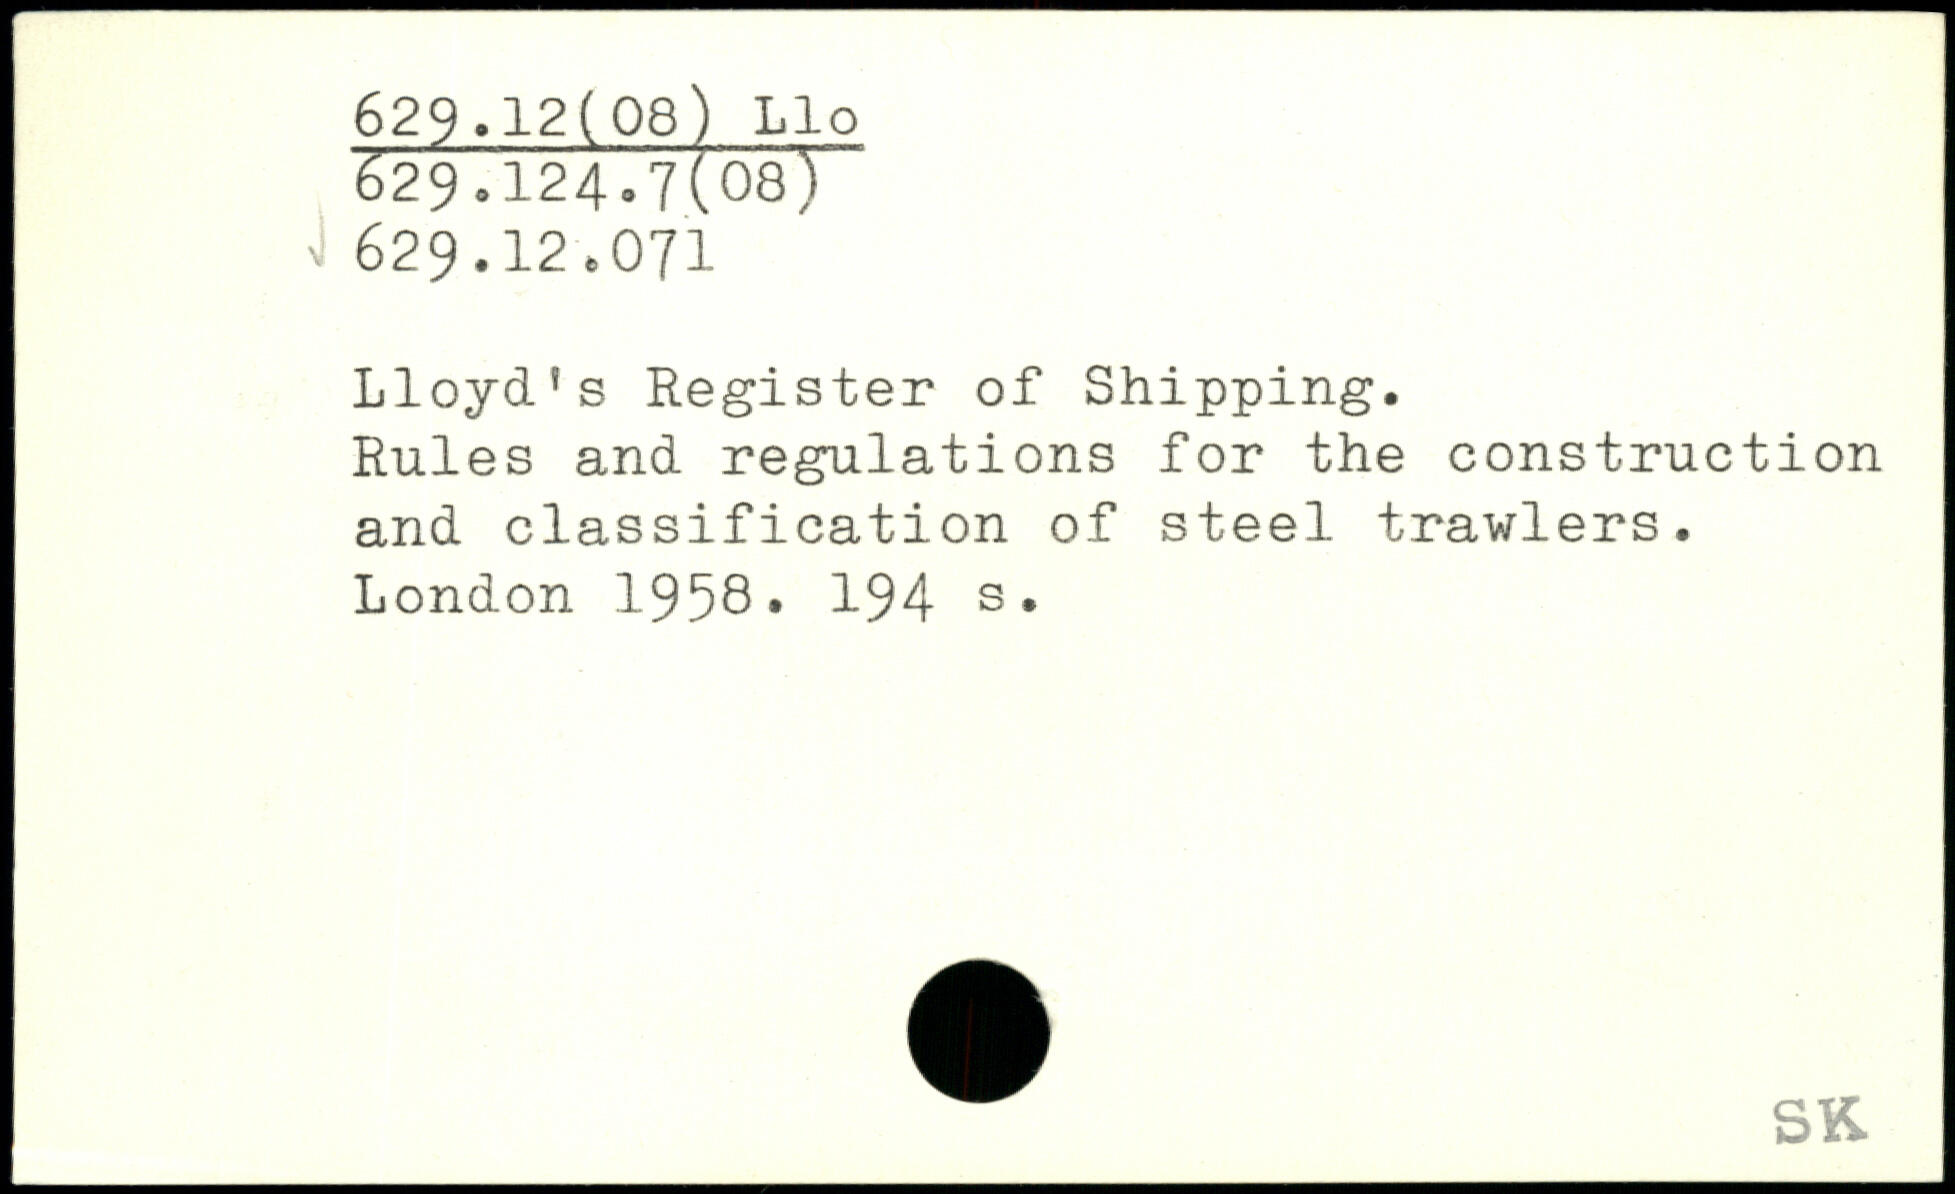 629.12(08) Llo
629.124.7(08)
629.12.071
Lloyd's Register of Shipping.
Rules and regulations for the construction
and classification of steel trawlers.
London 1958. 194 s.
SK